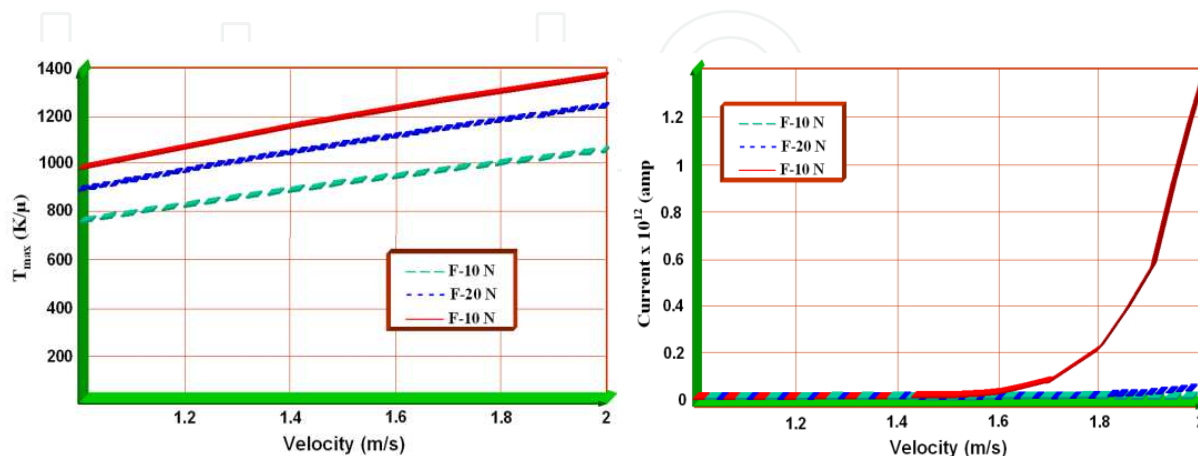 1400
1200
1000
800
600
400
200
T max (K/μ)
F-10 N
F-20 N
F-10 N
1.2
1.4
1.6
1.8
2
Velocity (m/s)
1.2
1
0.8
0.6
0.4
0.2
0
Current x 10¹² (amp
F-10 N
F-20 N
F-10 N
1.2
1.4
1.6
1.8
2
Velocity (m/s)